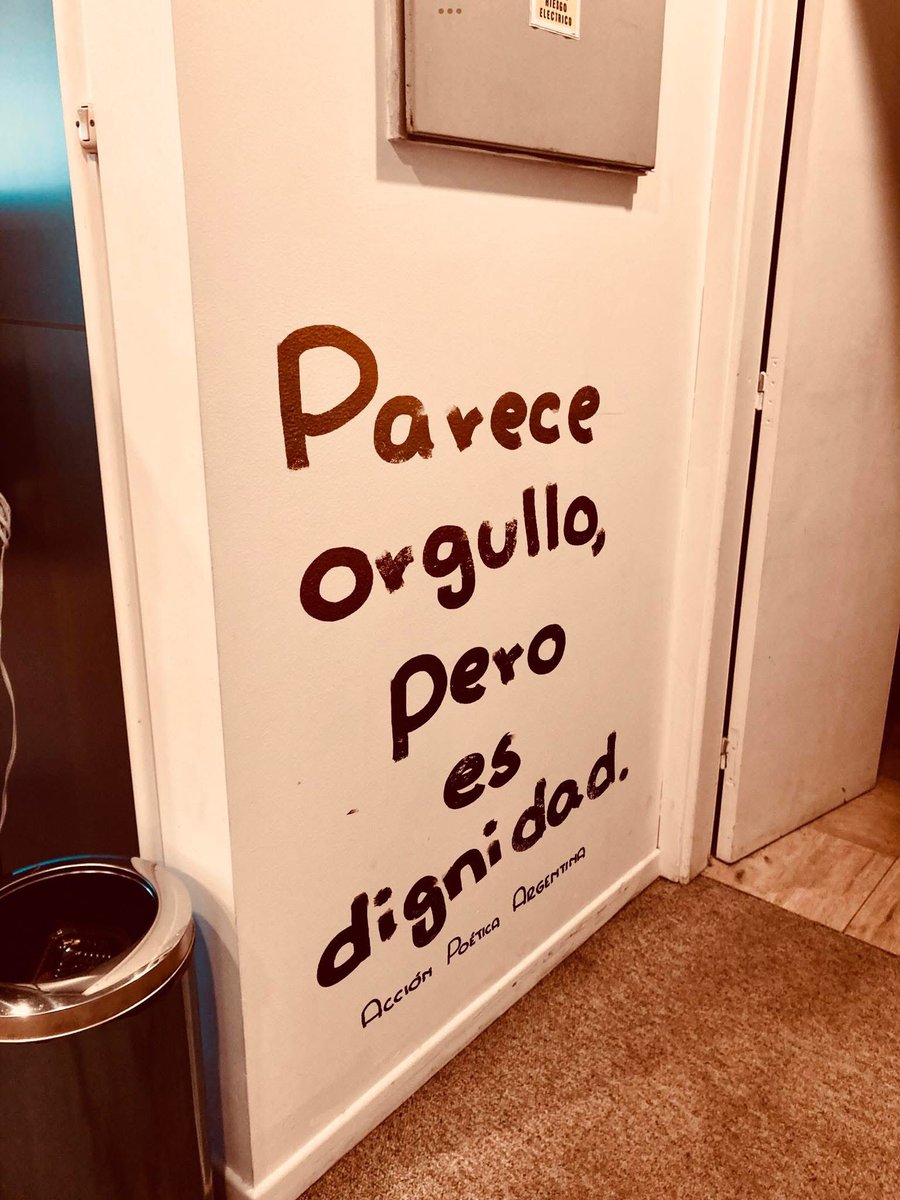 RIESGO
ELECTRICO
Parece
orgullo,
pero
es
dignidad.
ACCIÓN POÉTICA ARGENTINA